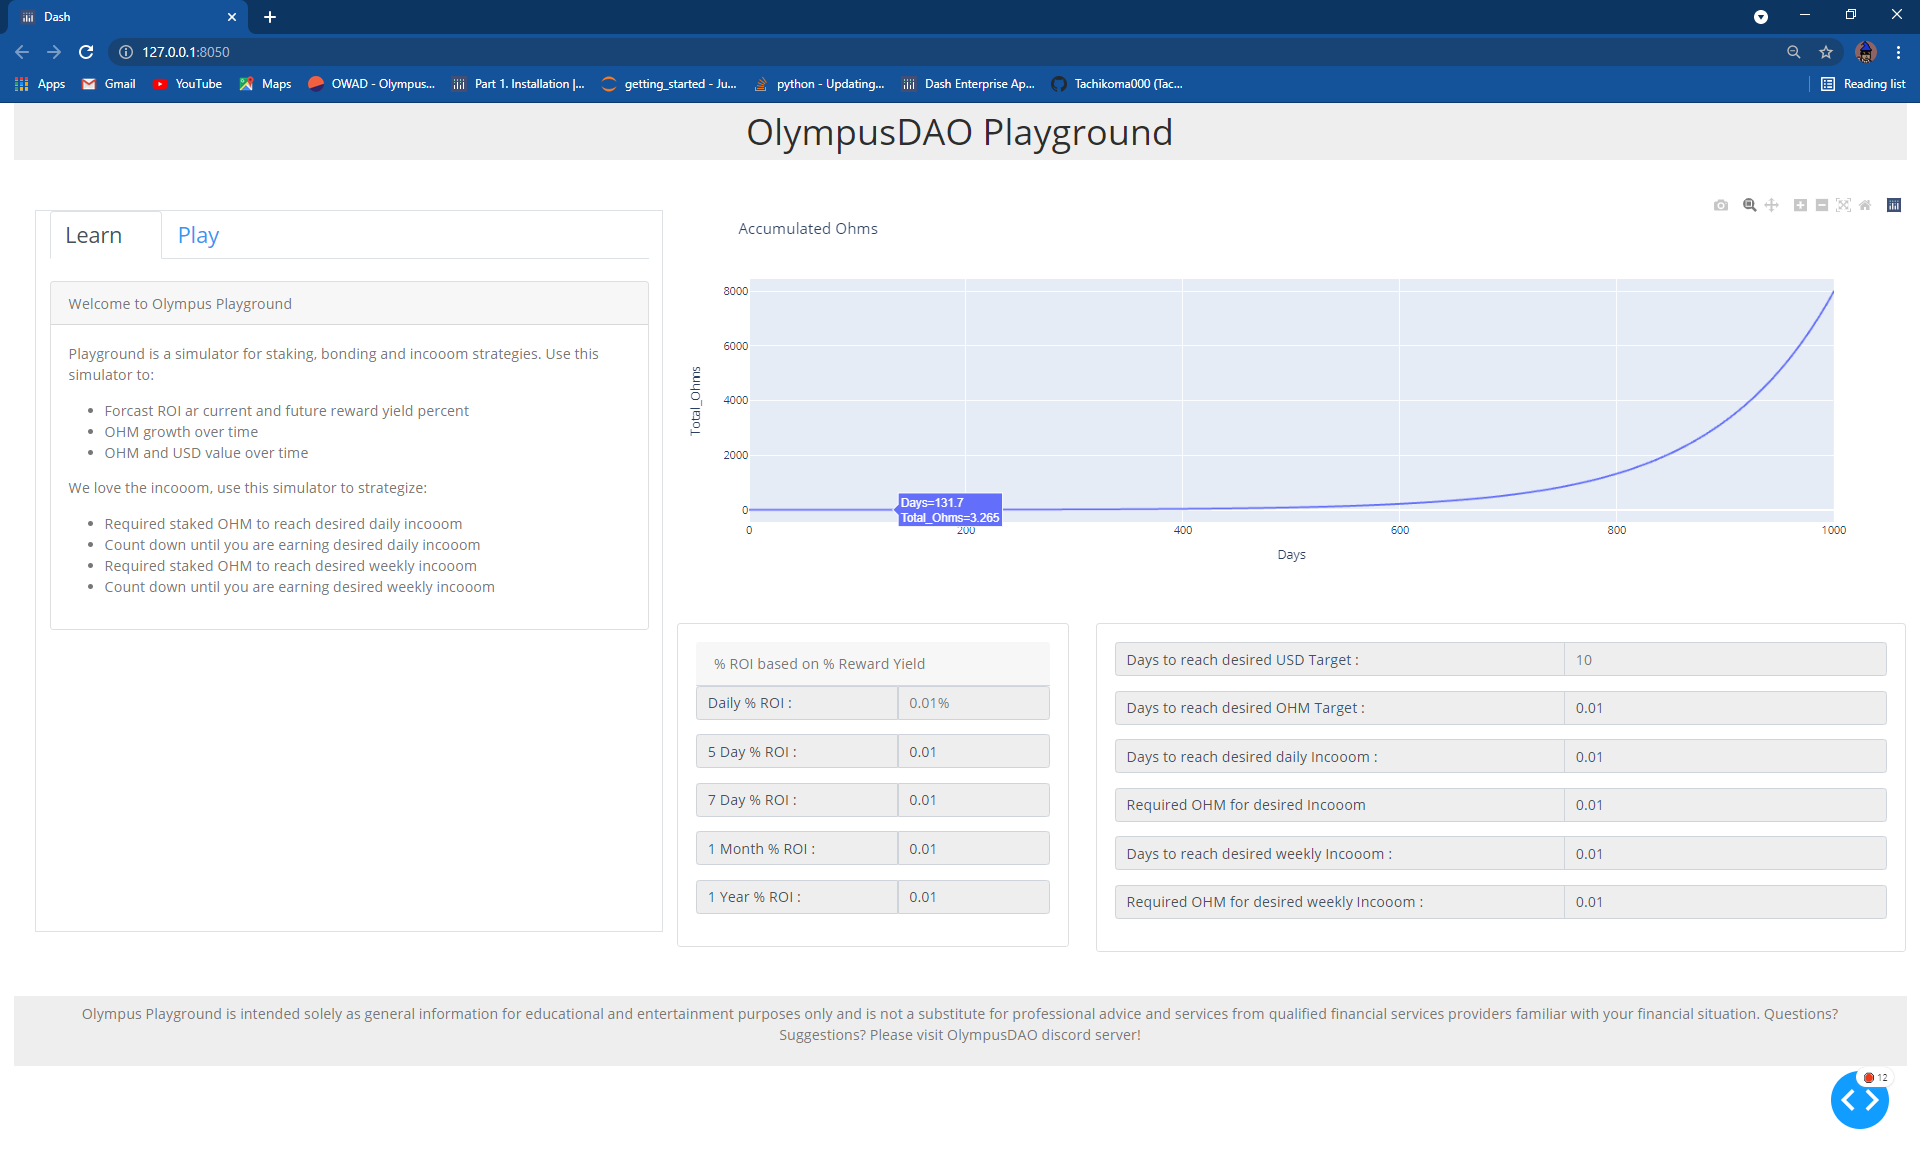 Dash
127.0.0.1:8050
Apps
Gmail
YouTube
Maps
OWAD - Olympus...
Part 1. Installation |...
getting_started - Ju...
python - Updating...
Dash Enterprise Ap...
Tachikoma000 (Tac...
Reading list
OlympusDAO Playground
Learn
Play
Welcome to Olympus Playground
Playground is a simulator for staking, bonding and incooom strategies. Use this
simulator to:
Forcast ROI ar current and future reward yield percent
OHM growth over time
OHM and USD value over time
We love the incooom, use this simulator to strategize:
Required staked OHM to reach desired daily incooom
Count down until you are earning desired daily incooom
Required staked OHM to reach desired weekly incooom
Count down until you are earning desired weekly incooom
Accumulated Ohms
8000
6000
4000
2000
0
Total_Ohms
Days=131.7
Total_Ohms=3.265
0
200
400
600
800
1000
Days
% ROI based on % Reward Yield
Daily % ROI : 0.01%
5 Day % ROI : 0.01
7 Day % ROI : 0.01
1 Month % ROI : 0.01
1 Year % ROI : 0.01
Days to reach desired USD Target : 10
Days to reach desired OHM Target : 0.01
Days to reach desired daily Incooom : 0.01
Required OHM for desired Incooom 0.01
Days to reach desired weekly Incooom : 0.01
Required OHM for desired weekly Incooom : 0.01
Olympus Playground is intended solely as general information for educational and entertainment purposes only and is not a substitute for professional advice and services from qualified financial services providers familiar with your financial situation. Questions?
Suggestions? Please visit OlympusDAO discord server!
12